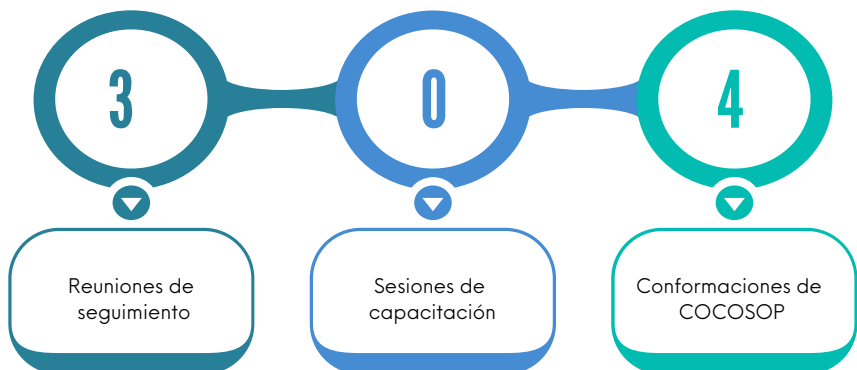 3
0
4
Reuniones de
seguimiento
Sesiones de
capacitación
Conformaciones de
COCOSOP